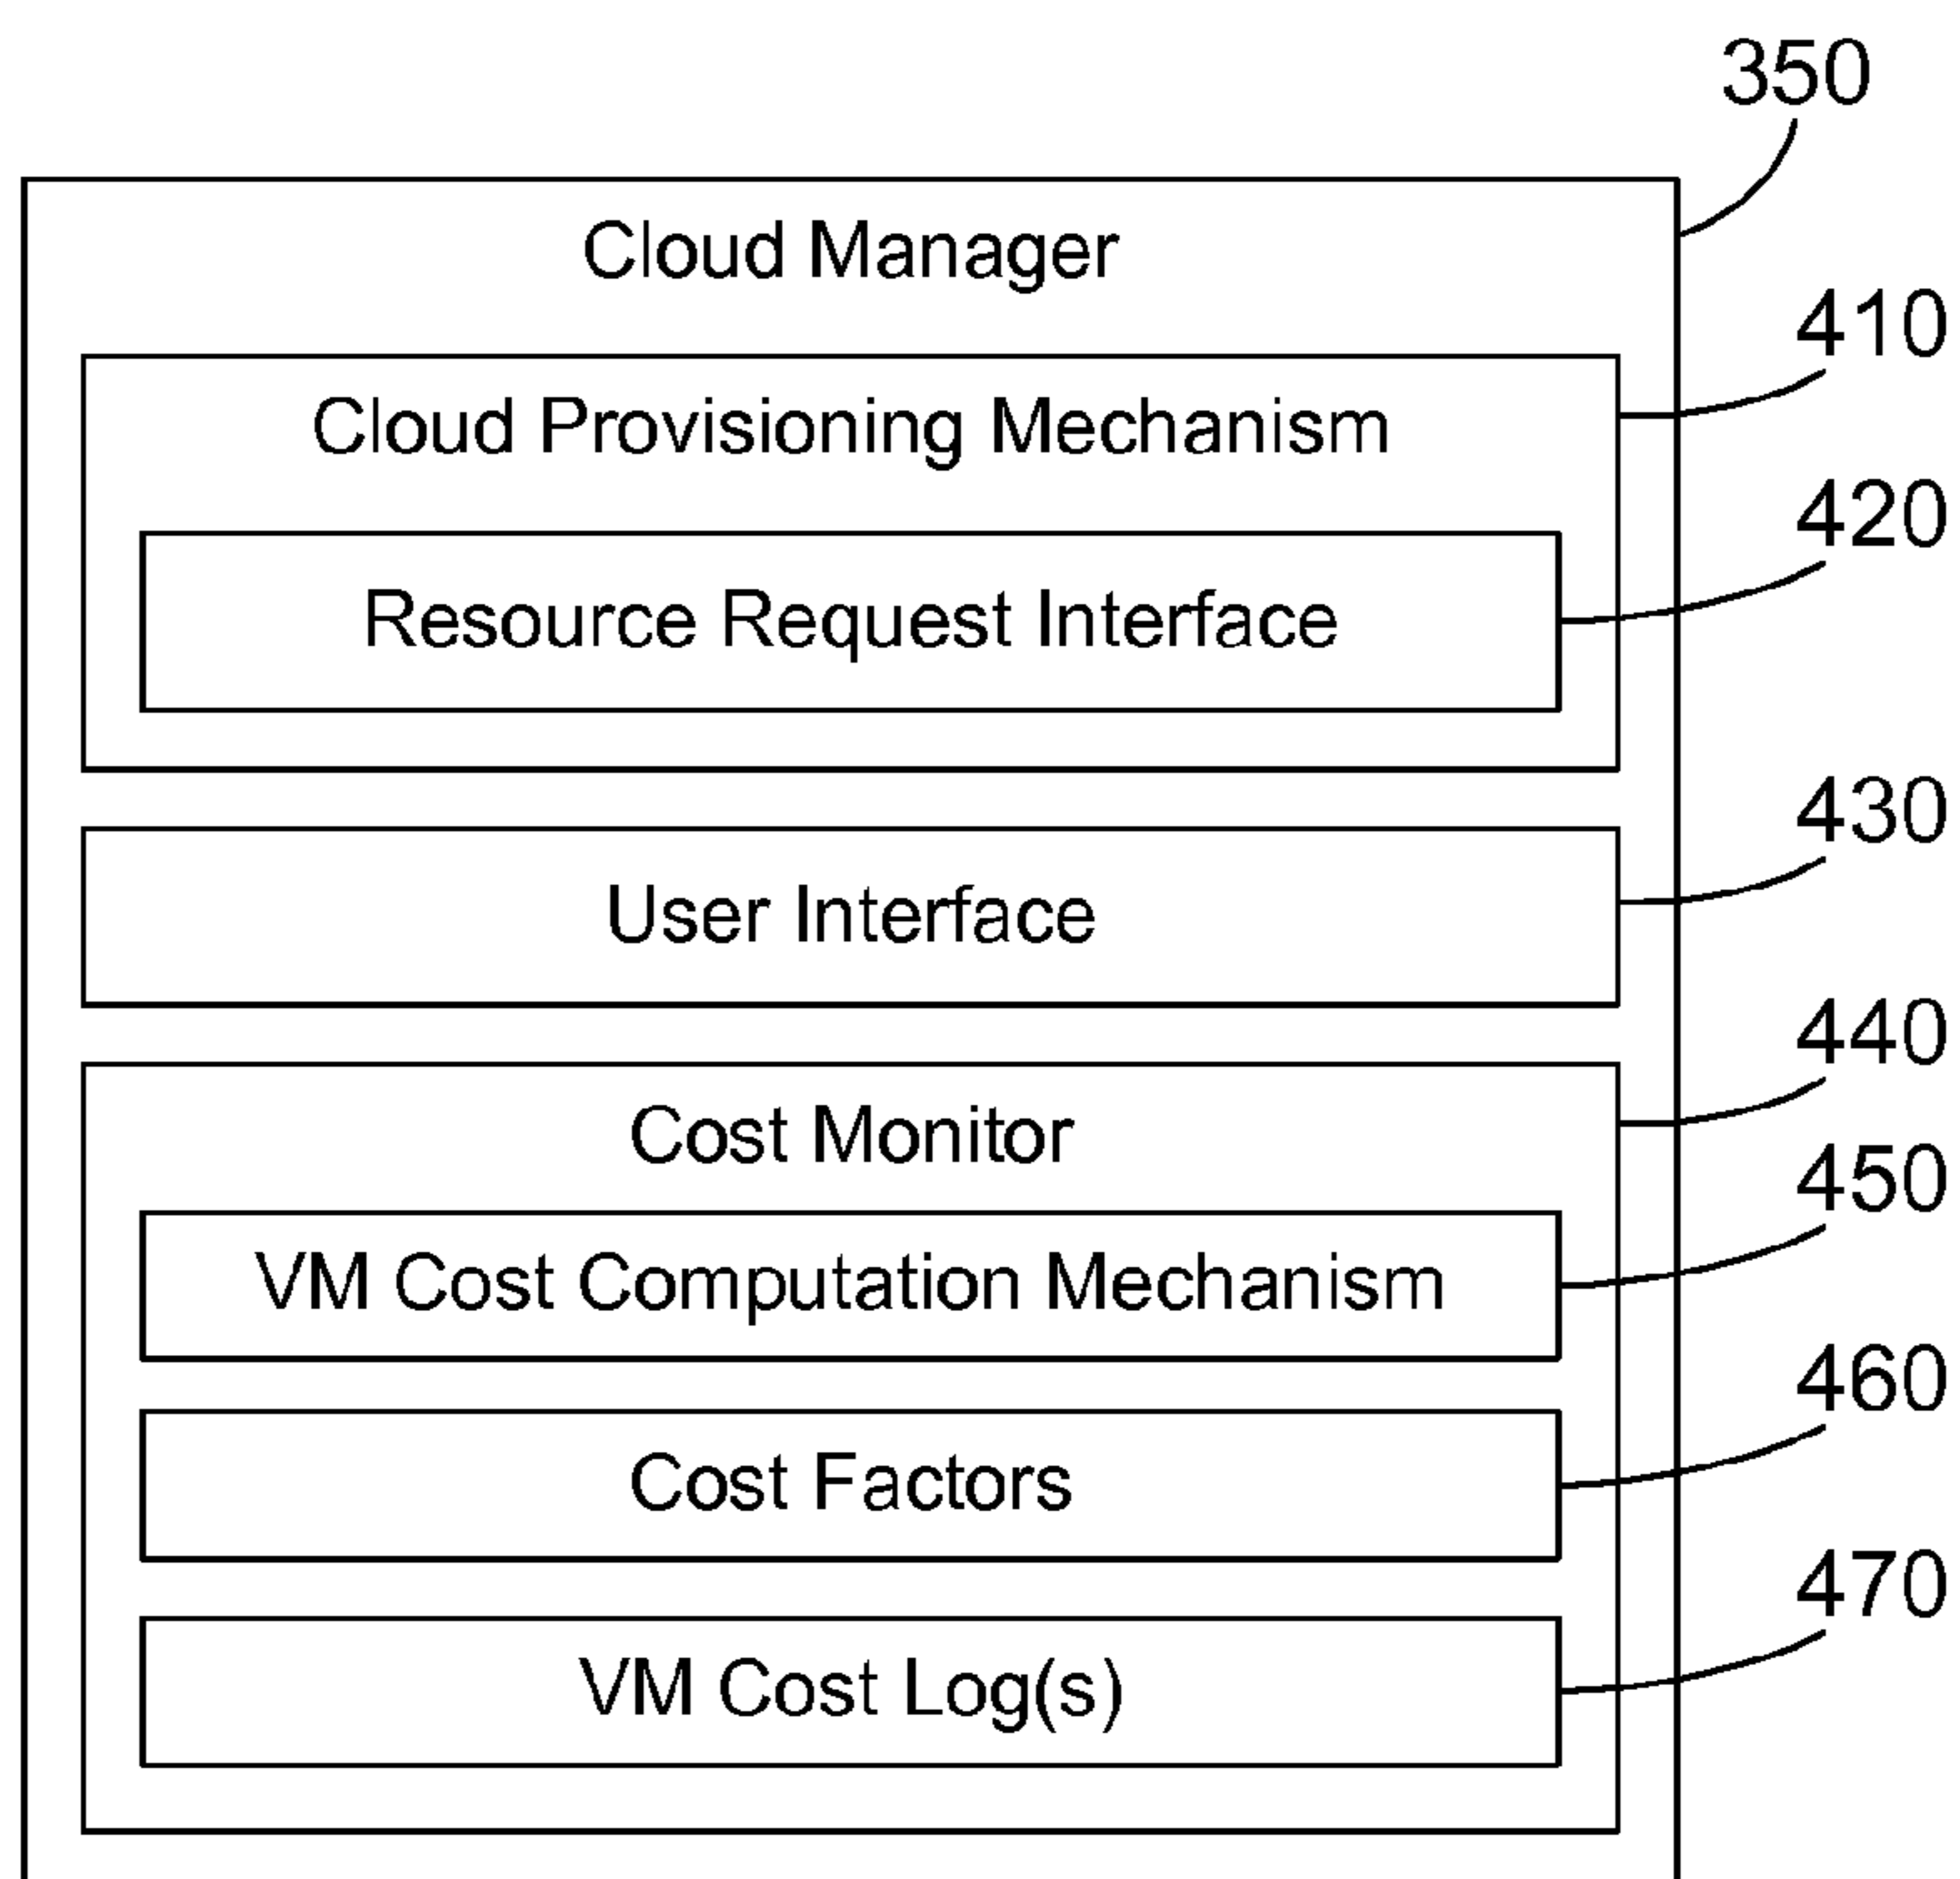 350
Cloud Manager
410
Cloud Provisioning Mechanism
420
Resource Request Interface
430
User Interface
440
Cost Monitor
450
VM Cost Computation Mechanism
460
Cost Factors
470
VM Cost Log(s)